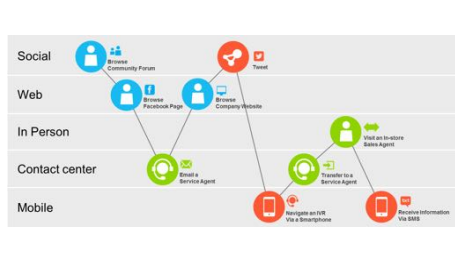 Social
Browse
Community Forum
Tweet
Web
Browse
Facebook Page
Browse
Company Website
In Person
Visit an In-store
Sales Agent
Contact center
Email a
Service Agent
Transfer to a
Service Agent
Mobile
Navigate an IVR
Via a Smartphone
Receive Information
Via SMS